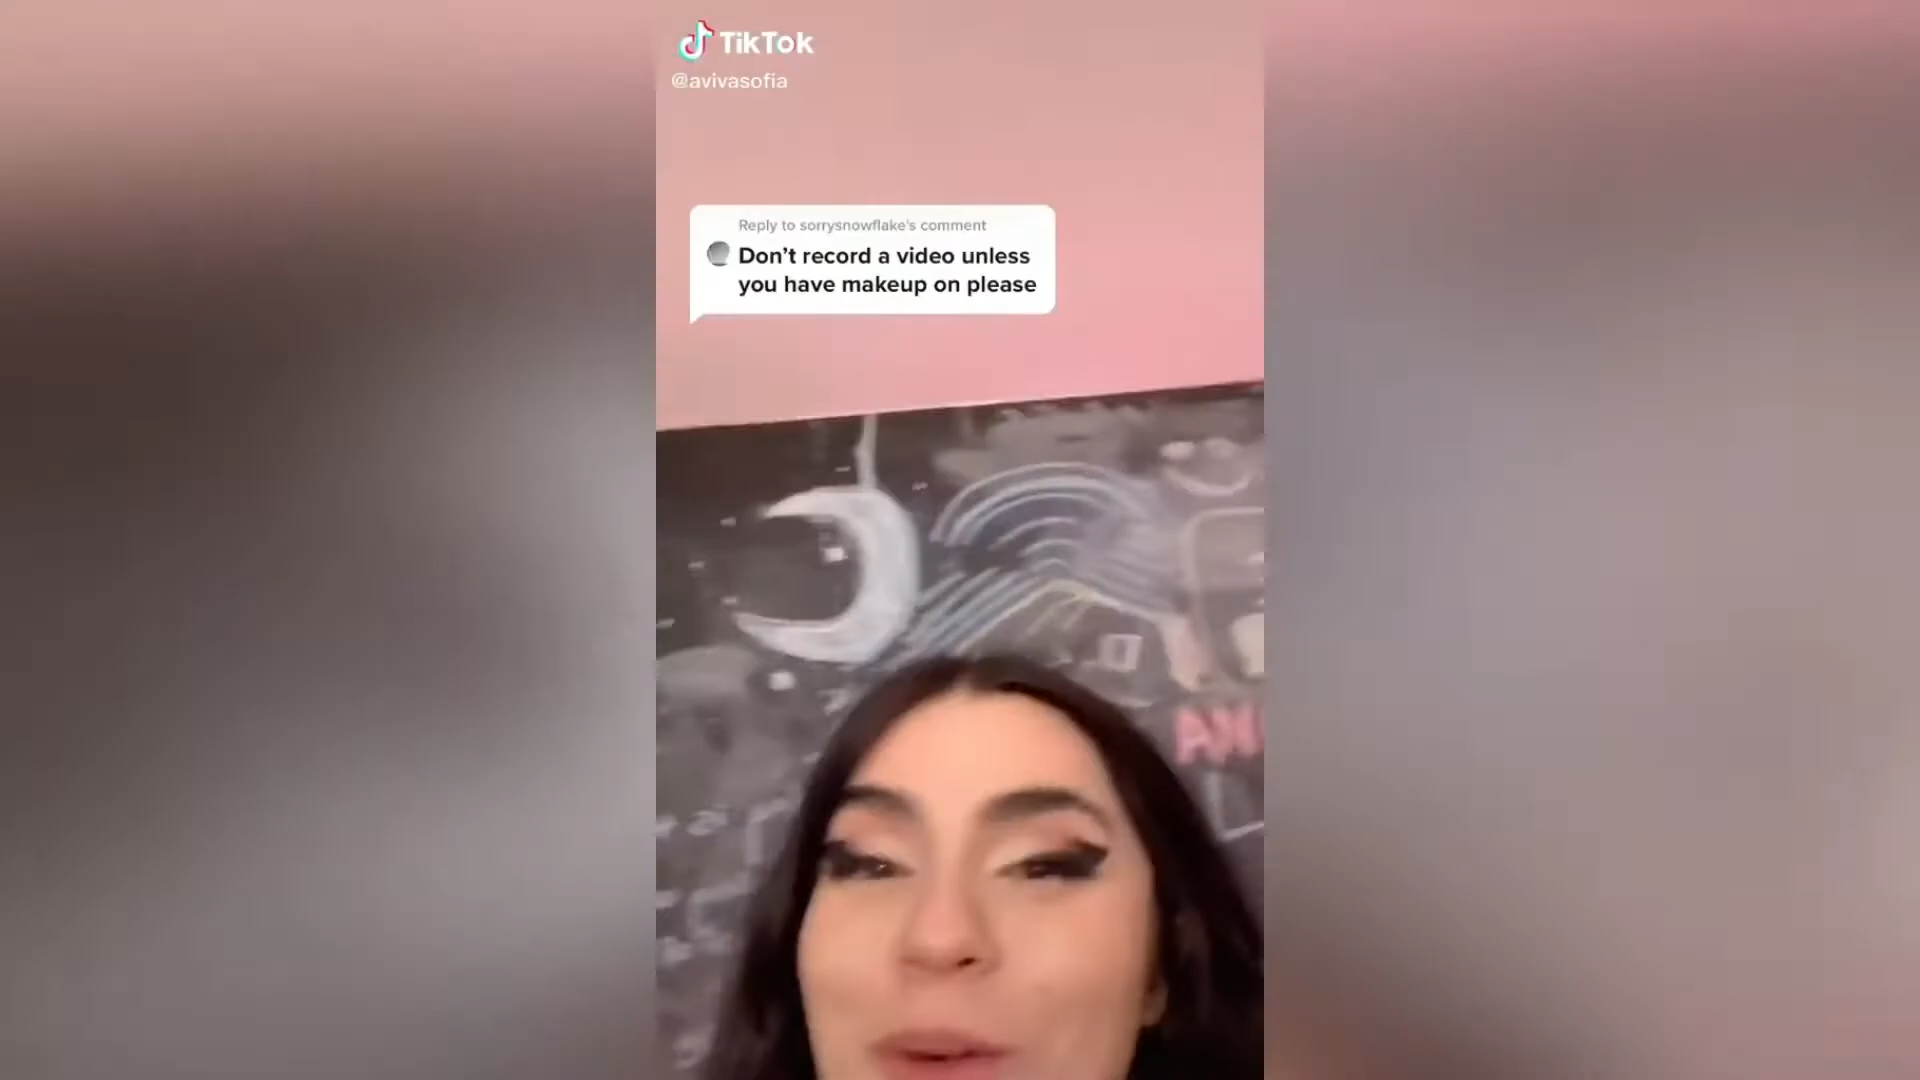 TikTok
@avivasofia
Reply to sorrysnowflake's comment
Don’t record a video unless
you have makeup on please